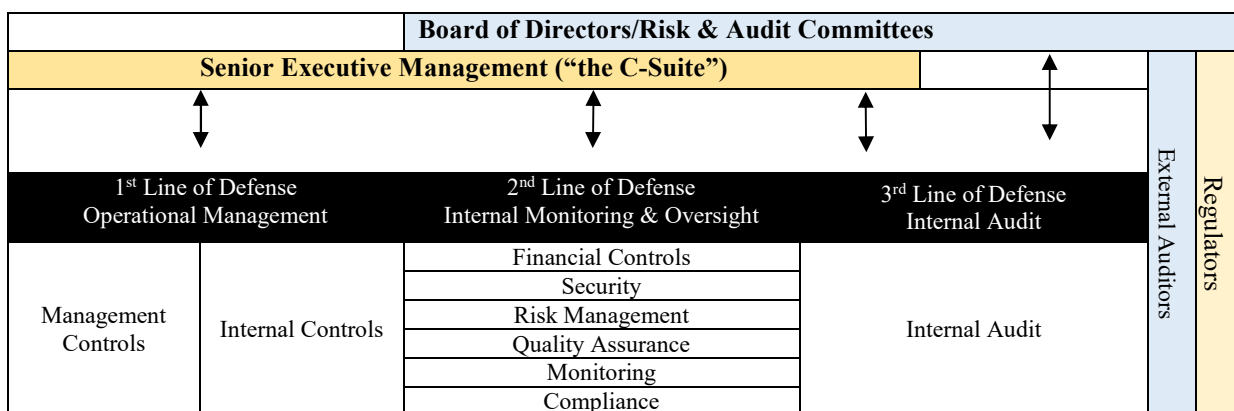 Board of Directors/Risk & Audit Committees
Senior Executive Management (“the C-Suite”)
1st Line of Defense
Operational Management
2nd Line of Defense
Internal Monitoring & Oversight
3rd Line of Defense
Internal Audit
Management
Controls
Internal Controls
Financial Controls
Security
Risk Management
Quality Assurance
Monitoring
Compliance
Internal Audit
External Auditors
Regulators